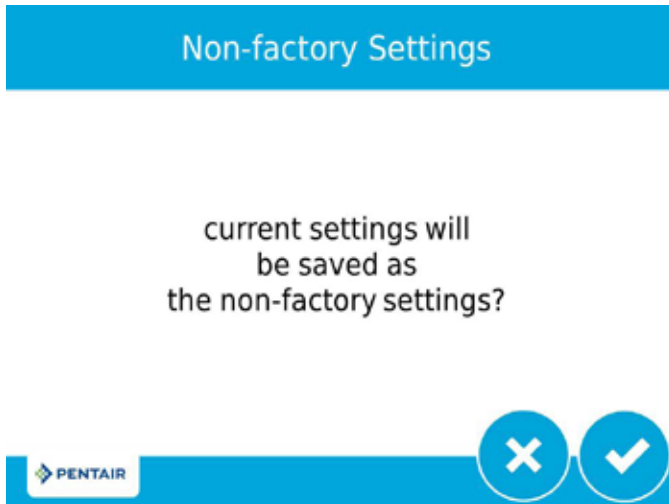 Non-factory Settings
current settings will
be saved as
the non-factory settings?
PENTAIR